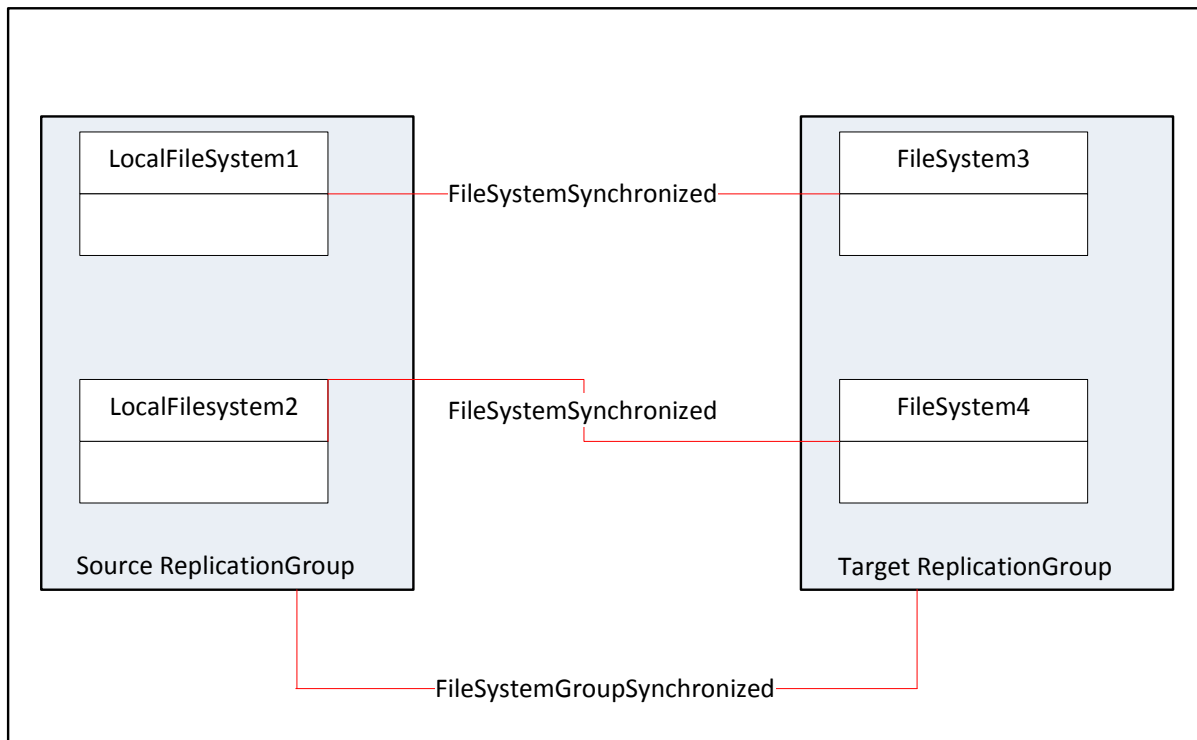 LocalFileSystem1
FileSystem3
FileSystemSynchronized
LocalFilesystem2
FileSystem4
FileSystemSynchronized
Source ReplicationGroup
Target ReplicationGroup
FileSystemGroupSynchronized